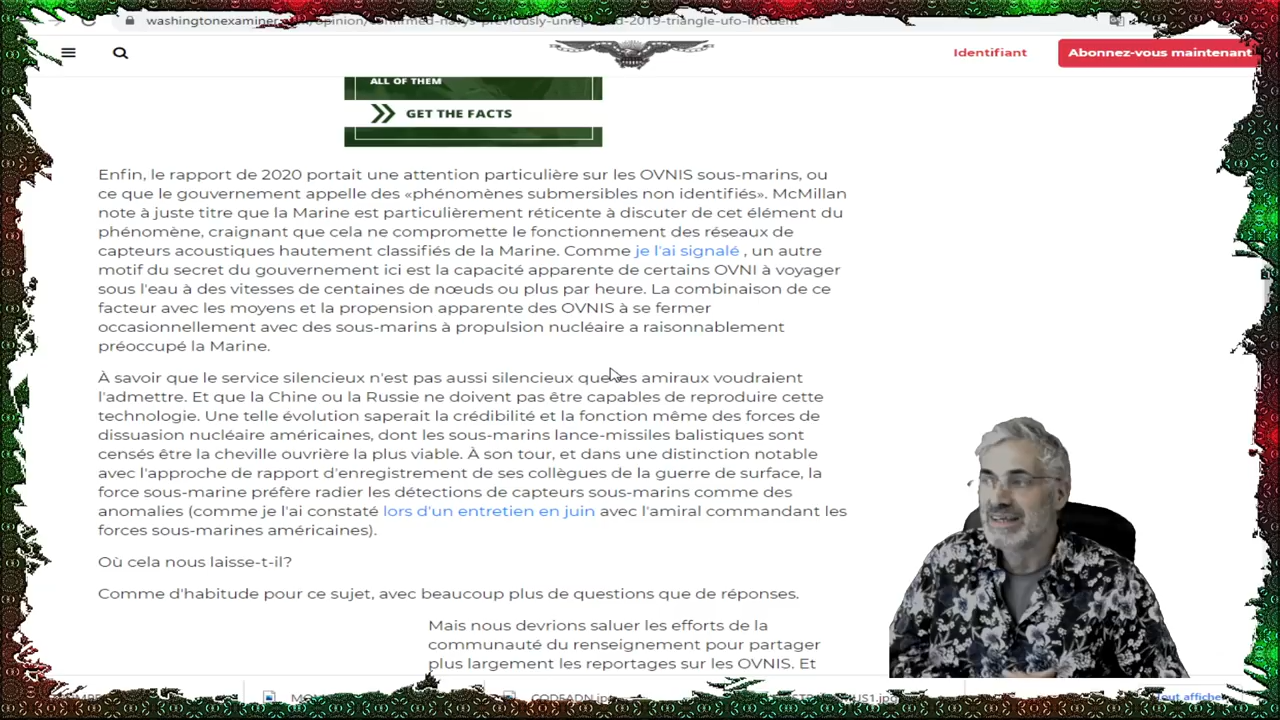 washingtonexaminer
Identifiant
Abonnez-vous maintenant
ALL OF THEM
GET THE FACTS
Enfin, le rapport de 2020 portait une attention particulière sur les OVNIS sous-marins, ou
ce que le gouvernement appelle des «phénomènes submersibles non identifiés». McMillan
note à juste titre que la Marine est particulièrement réticente à discuter de cet élément du
phénomène, craignant que cela ne compromette le fonctionnement des réseaux de
capteurs acoustiques hautement classifiés de la Marine. Comme je l'ai signalé , un autre
motif du secret du gouvernement ici est la capacité apparente de certains OVNI à voyager
sous l'eau à des vitesses de centaines de nœuds ou plus par heure. La combinaison de ce
facteur avec les moyens et la propension apparente des OVNIS à se fermer
occasionnellement avec des sous-marins à propulsion nucléaire a raisonnablement
préoccupé la Marine.
À savoir que le service silencieux n'est pas aussi silencieux que les amiraux voudraient
l'admettre. Et que la Chine ou la Russie ne doivent pas être capables de reproduire cette
technologie. Une telle évolution saperait la crédibilité et la fonction même des forces de
dissuasion nucléaire américaines, dont les sous-marins lance-missiles balistiques sont
censés être la cheville ouvrière la plus viable. À son tour, et dans une distinction notable
avec l'approche de rapport d'enregistrement de ses collègues de la guerre de surface, la
force sous-marine préfère radier les détections de capteurs sous-marins comme des
anomalies (comme je l'ai constaté lors d'un entretien en juin avec l'amiral commandant les
forces sous-marines américaines).
Où cela nous laisse-t-il?
Comme d'habitude pour ce sujet, avec beaucoup plus de questions que de réponses.
Mais nous devrions saluer les efforts de la
communauté du renseignement pour partager
plus largement les reportages sur les OVNIS. Et